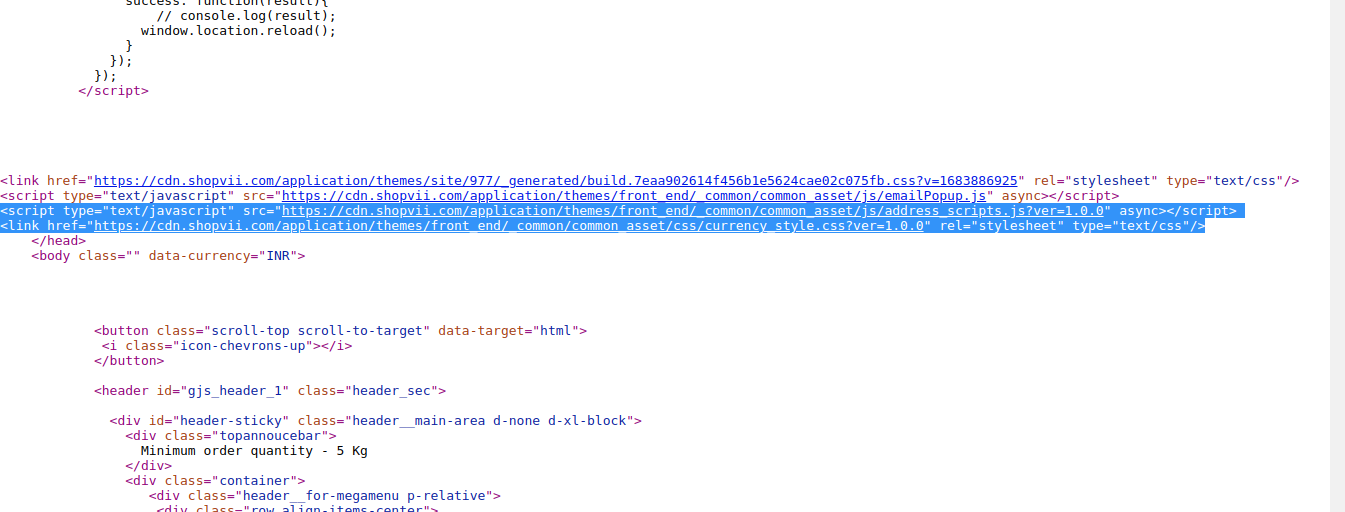 success: function(result){
// console.log(result);
window.location.reload();
}
});
});
</script>
<link href="https://cdn.shopvii.com/application/themes/site/977/_generated/build.7eaa902614f456b1e5624cae02c075fb.css?v=1683886925" rel="stylesheet" type="text/css"/>
<script type="text/javascript" src="https://cdn.shopvii.com/application/themes/front_end/_common/common_asset/js/emailPopup.js" async></script>
<script type="text/javascript" src="https://cdn.shopvii.com/application/themes/front_end/_common/common_asset/js/address_scripts.js?ver=1.0.0" async></script>
<link href="https://cdn.shopvii.com/application/themes/front_end/_common/common_asset/css/currency_style.css?ver=1.0.0" rel="stylesheet" type="text/css"/>
</head>
<body class="" data-currency="INR">
<button class="scroll-top scroll-to-target" data-target="html">
<i class="icon-chevrons-up"></i>
</button>
<header id="gjs_header_1" class="header_sec">
<div id="header-sticky" class="header__main-area d-none d-xl-block">
<div class="topannoucebar">
Minimum order quantity - 5 Kg
</div>
<div class="container">
<div class="header__for-megamenu p-relative">
<div class="row align-items-center">